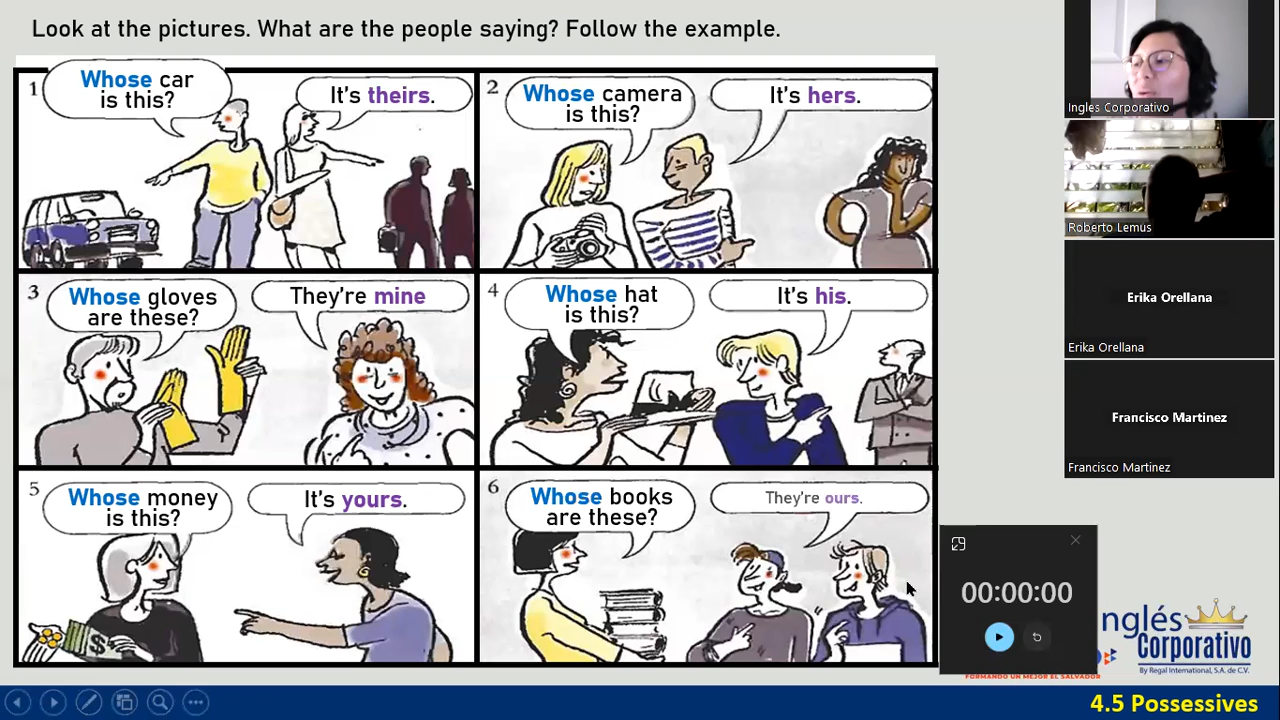 Look at the pictures. What are the people saying? Follow the example.
1
Whose car
is this?
It's theirs.
2
Whose camera
is this?
It's hers.
3
Whose gloves
are these?
They're mine
4
Whose hat
is this?
It's his.
5
Whose money
is this?
It's yours.
6
Whose books
are these?
They're ours.
Ingles Corporativo
Roberto Lemus
Erika Orellana
Erika Orellana
Francisco Martinez
Francisco Martinez
00:00:00
nglés
Corporativo
By Regal International, S.A. de C.V.
FORMANDO UN MEJOR EL SALVADOR
4.5 Possessives